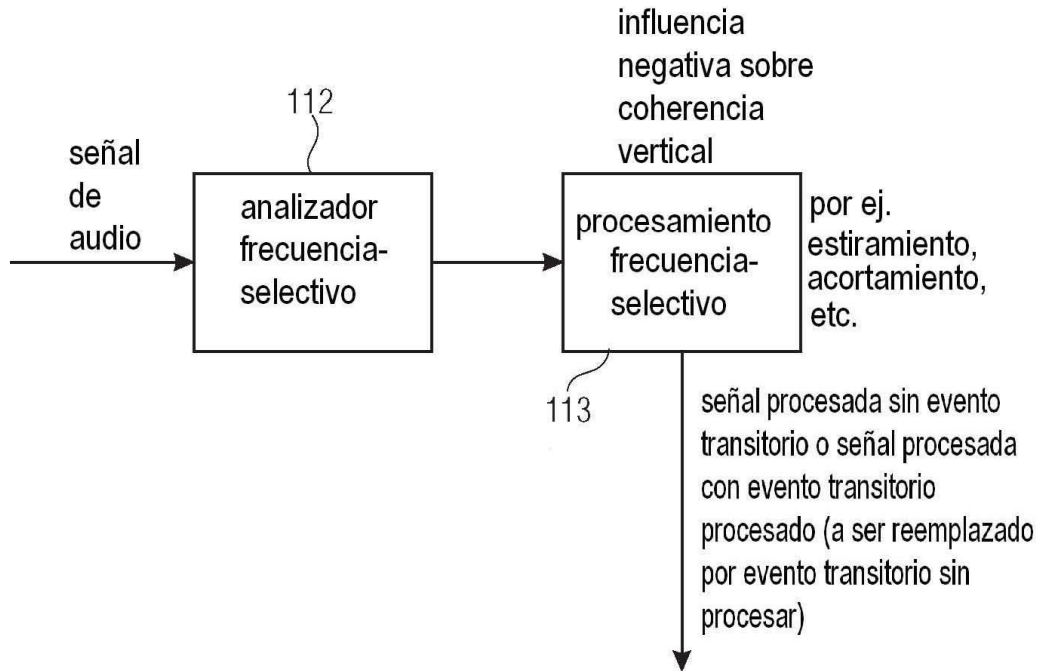 influencia
negativa sobre
coherencia
vertical
112
señal
de
audio
analizador
frecuencia-
selectivo
procesamiento
frecuencia-
selectivo
por ej.
estiramiento,
acortamiento,
etc.
113
señal procesada sin evento
transitorio o señal procesada
con evento transitorio
procesado (a ser reemplazado
por evento transitorio sin
procesar)